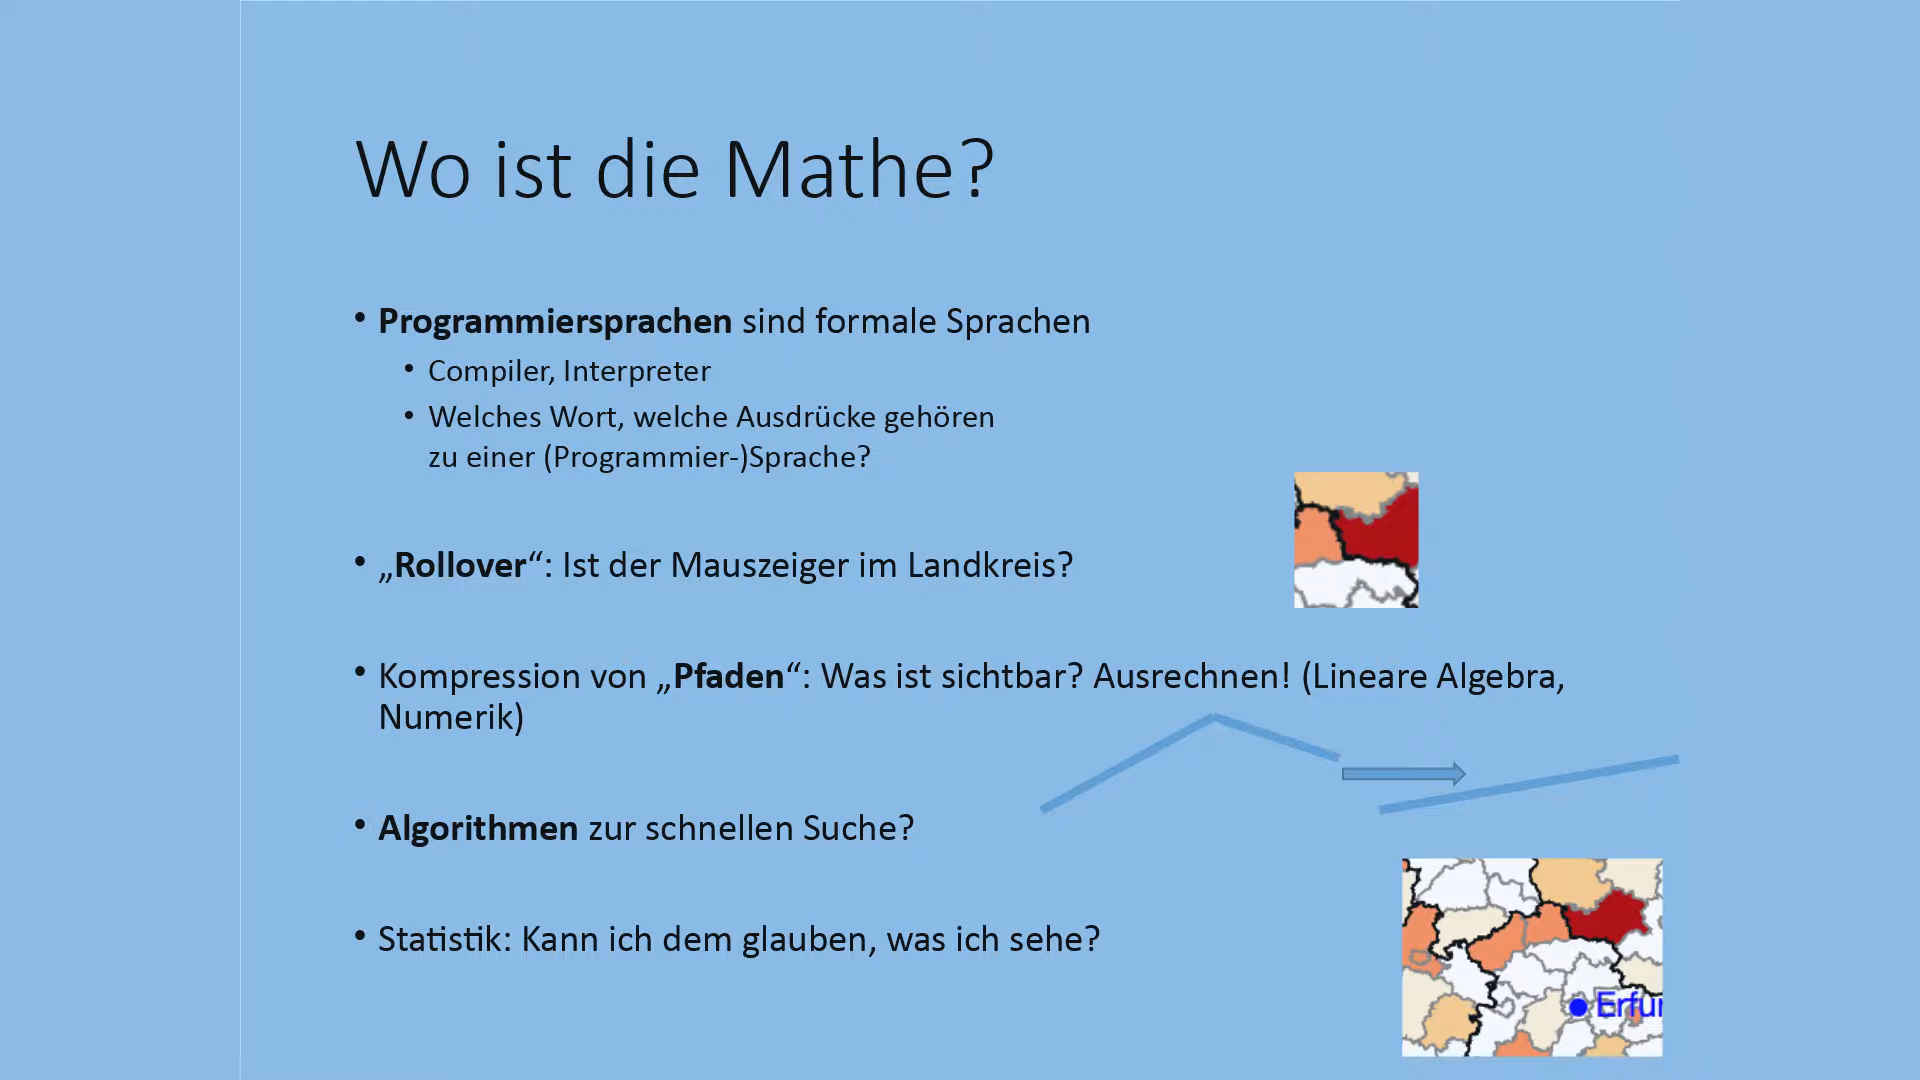 Wo ist die Mathe?
• Programmiersprachen sind formale Sprachen
• Compiler, Interpreter
• Welches Wort, welche Ausdrücke gehören
zu einer (Programmier-)Sprache?
• „Rollover“: Ist der Mauszeiger im Landkreis?
• Kompression von „Pfaden“: Was ist sichtbar? Ausrechnen! (Lineare Algebra,
Numerik)
• Algorithmen zur schnellen Suche?
• Statistik: Kann ich dem glauben, was ich sehe?
Erfur